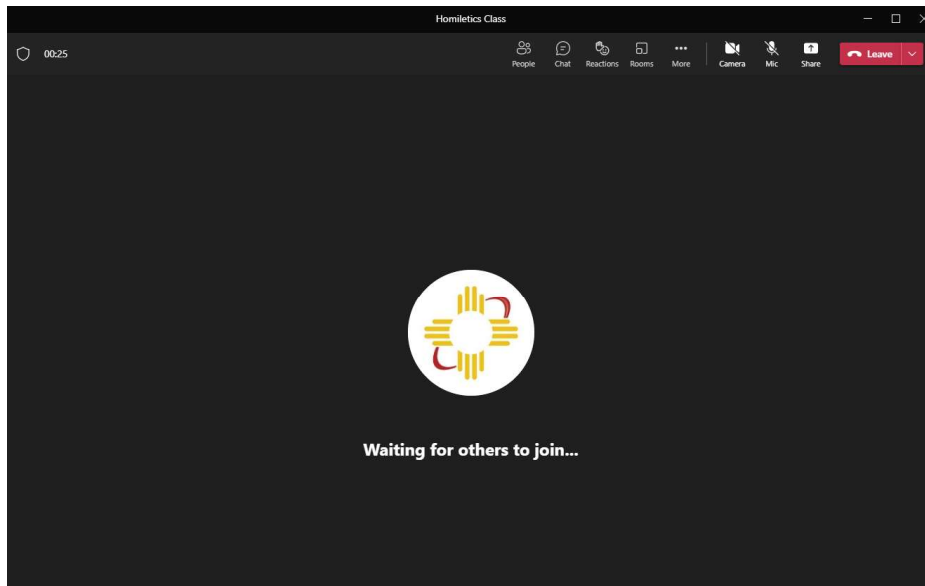 Homiletics Class
00:25
People Chat Reactions Rooms More Camera Mic Share Leave
Waiting for others to join...